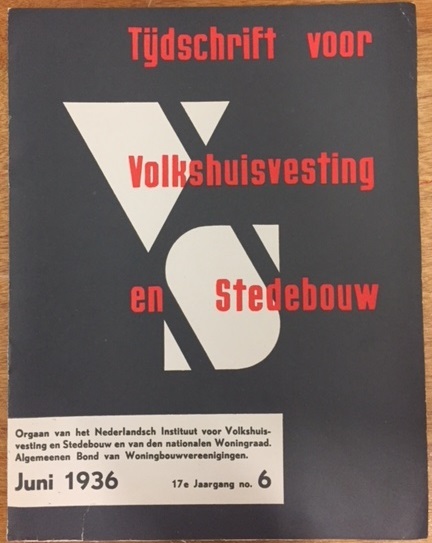 Tijdschrift voor
VS
Volkshuisvesting
en Stedebouw
Orgaan van het Nederlandsch Instituut voor Volkshuis-
vesting en Stedebouw en van den nationalen Woningraad.
Algemeenen Bond van Woningbouwvereenigingen.
Juni 1936 17e Jaargang no. 6